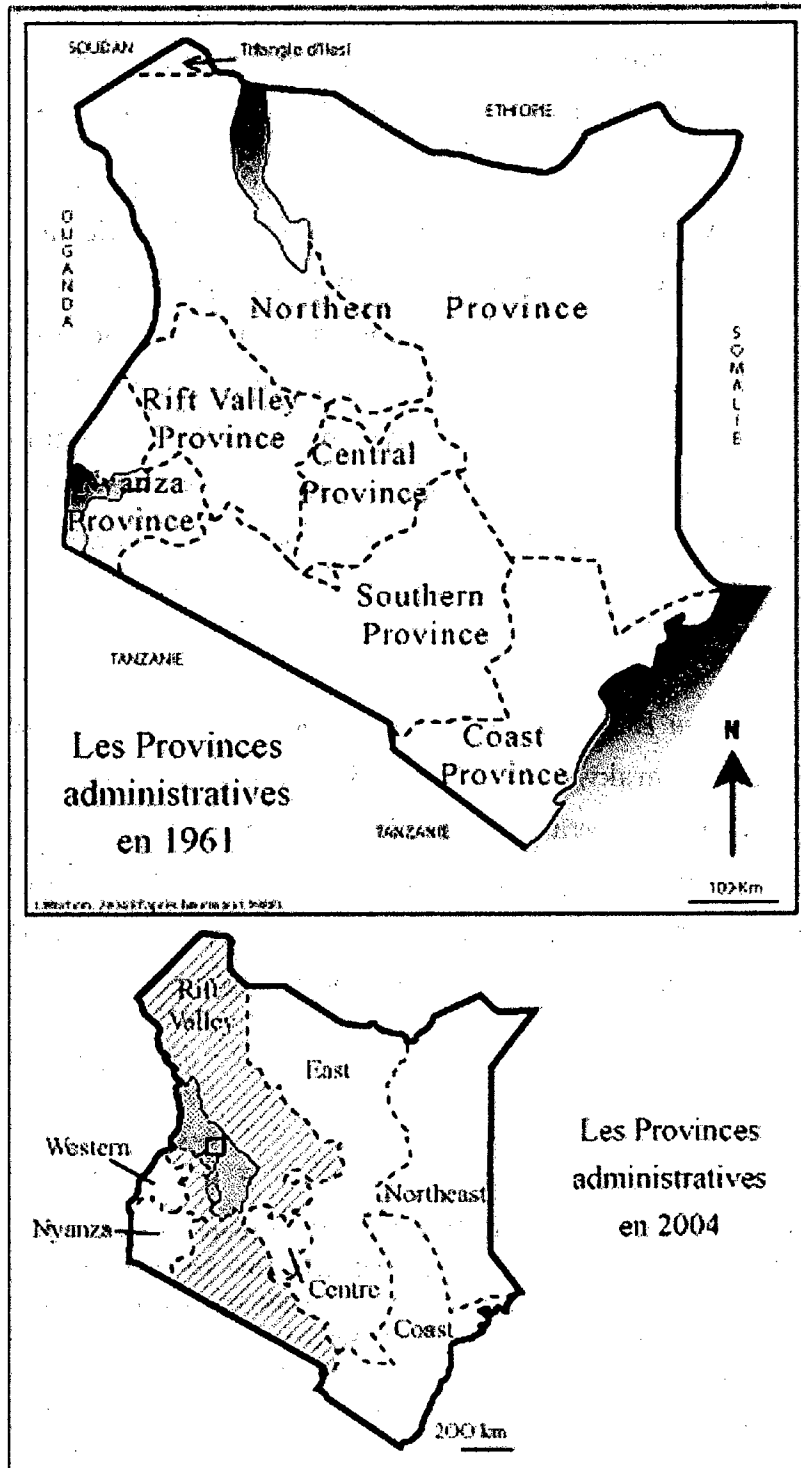 SOUDAN
Triangle d'Ilesi
ETHIOPIE
OUGANDA
SOMALIE
Northern Province
Rift Valley
Province
Central
Province
Nyanza
Province
Southern
Province
TANZANIE
Coast
Province
Les Provinces
administratives
en 1961
TANZANIE
N
100 Km
Rift
Valley
East
Western
Northeast
Nyanza
Centre
Coast
Les Provinces
administratives
en 2004
200 km